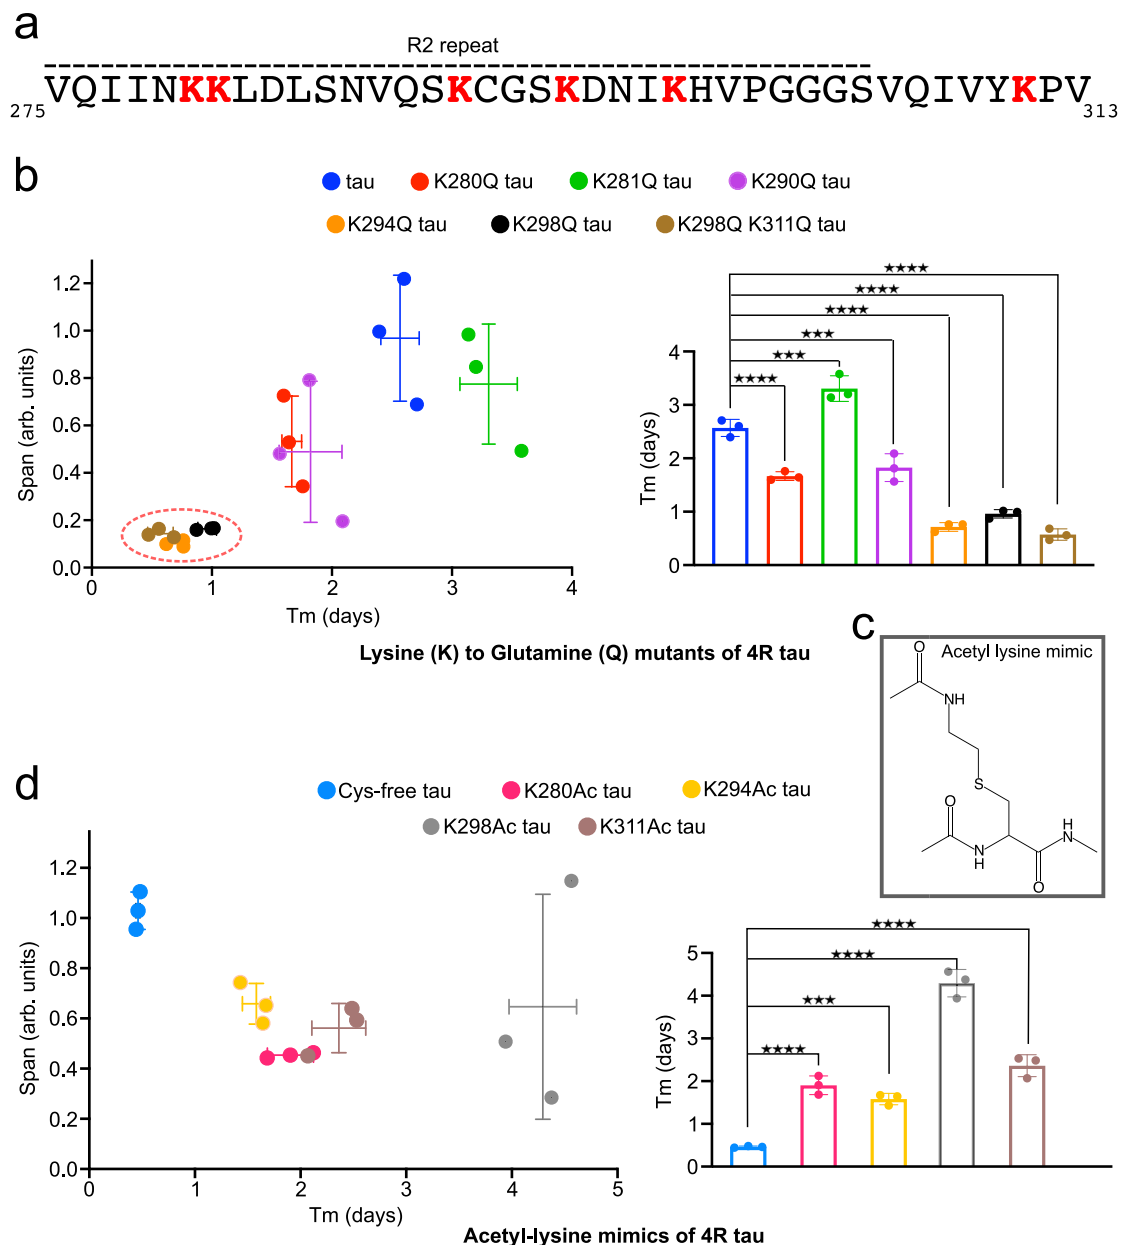 a
R2 repeat
VQIINKKLDLSNVQSKCGSKDNIKHVPGGGSVQIVYKPV
275
313
b
tau
K280Q tau
K281Q tau
K290Q tau
K294Q tau
K298Q tau
K298Q K311Q tau
Span (arb. units)
1.2
1.0
0.8
0.6
0.4
0.2
0.0
0 1 2 3 4
Tm (days)
Tm (days)
4
3
2
1
0
★★★★
★★★★
★★★★
★★★
★★★
★★★★
Lysine (K) to Glutamine (Q) mutants of 4R tau
c
Acetyl lysine mimic
O
NH
S
O
H
N
N
H
O
d
Cys-free tau
K280Ac tau
K294Ac tau
K298Ac tau
K311Ac tau
Span (arb. units)
1.2
1.0
0.8
0.6
0.4
0.2
0.0
0 1 2 3 4 5
Tm (days)
Tm (days)
5
4
3
2
1
0
★★★★
★★★★
★★★
★★★★
Acetyl-lysine mimics of 4R tau